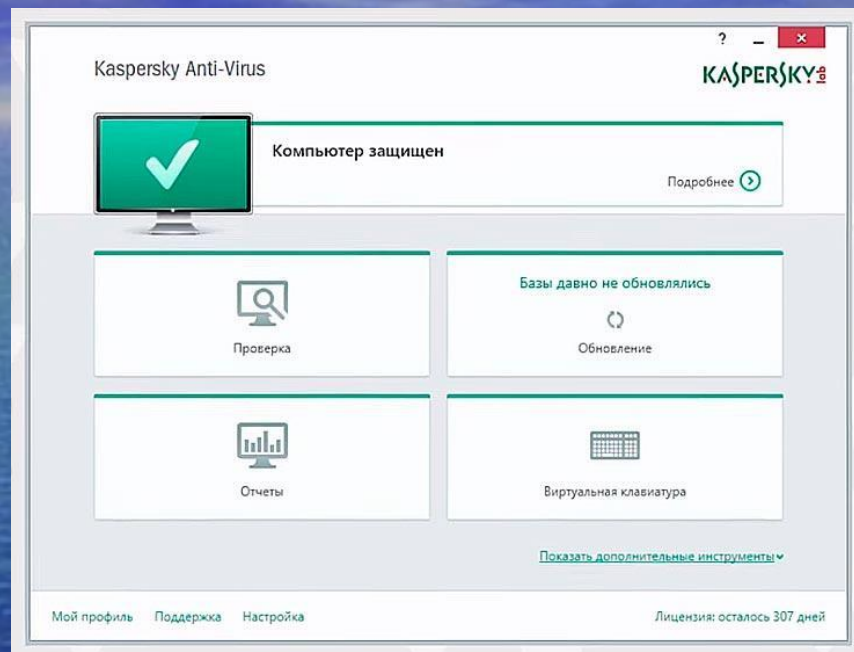 Kaspersky Anti-Virus
KASPERSKY lab
Компьютер защищен
Подробнее
Базы давно не обновлялись
Проверка
Обновление
Отчеты
Виртуальная клавиатура
Показать дополнительные инструменты
Мой профиль Поддержка Настройка Лицензия: осталось 307 дней